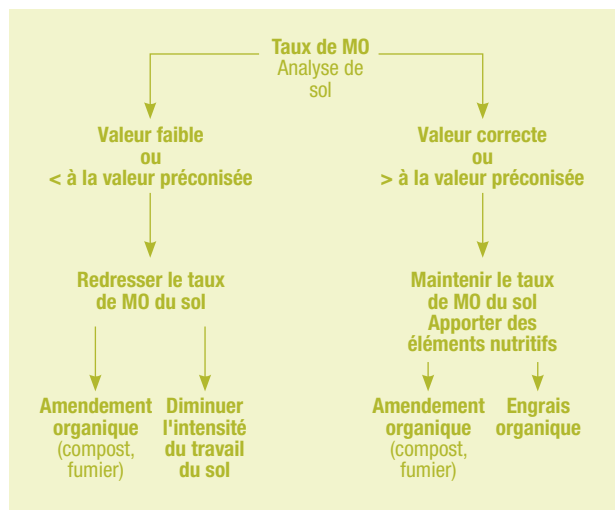 Taux de MO
Analyse de
sol
Valeur faible
ou
< à la valeur préconisée
Valeur correcte
ou
> à la valeur préconisée
Redresser le taux
de MO du sol
Maintenir le taux
de MO du sol
Apporter des
éléments nutritifs
Amendement
organique
(compost,
fumier)
Diminuer
l'intensité
du travail
du sol
Amendement
organique
(compost,
fumier)
Engrais
organique